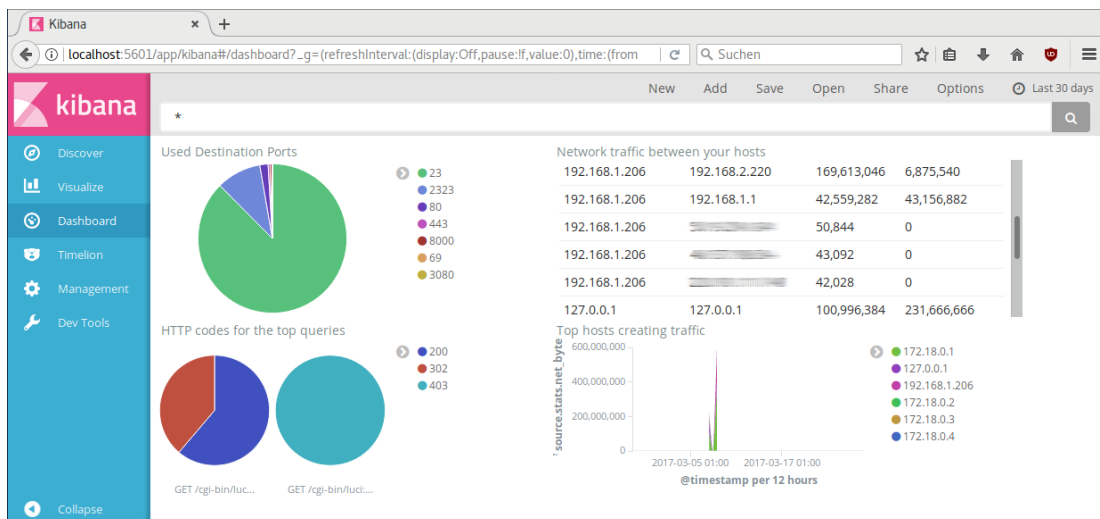 Kibana
localhost:5601/app/kibana#/dashboard?_g=(refreshInterval:(display:Off,pause:!f,value:0),time:(from
Suchen
kibana
New Add Save Open Share Options Last 30 days
*
Discover
Visualize
Dashboard
Timelion
Management
Dev Tools
Collapse
Used Destination Ports
23
2323
80
443
8000
69
3080
Network traffic between your hosts
192.168.1.206 192.168.2.220 169,613,046 6,875,540
192.168.1.206 192.168.1.1 42,559,282 43,156,882
192.168.1.206 50,844 0
192.168.1.206 43,092 0
192.168.1.206 42,028 0
127.0.0.1 127.0.0.1 100,996,384 231,666,666
HTTP codes for the top queries
200
302
403
GET /cgi-bin/luc... GET /cgi-bin/luci:...
Top hosts creating traffic
source.stats.net_byte
600,000,000
400,000,000
200,000,000
0
2017-03-05 01:00 2017-03-17 01:00
@timestamp per 12 hours
172.18.0.1
127.0.0.1
192.168.1.206
172.18.0.2
172.18.0.3
172.18.0.4